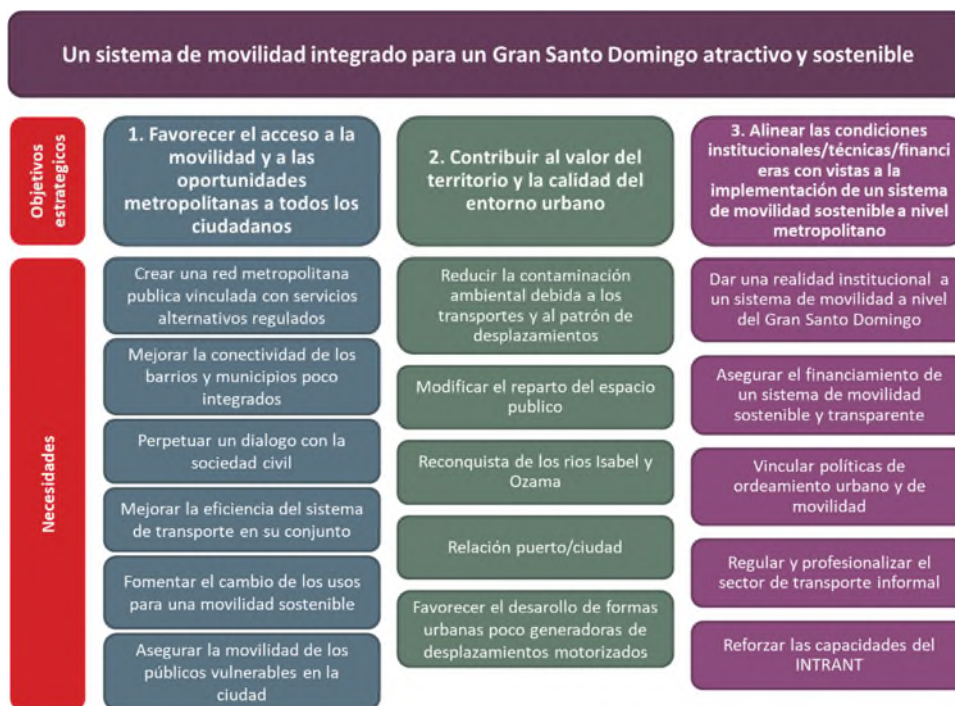 Un sistema de movilidad integrado para un Gran Santo Domingo atractivo y sostenible
Objetivos
estrategicos
1. Favorecer el acceso a la
movilidad y a las
oportunidades
metropolitanas a todos los
ciudadanos
2. Contribuir al valor del
territorio y la calidad del
entorno urbano
3. Alinear las condiciones
institucionales/técnicas/financi
eras con vistas a la
implementación de un sistema
de movilidad sostenible a nivel
metropolitano
Necesidades
Crear una red metropolitana
publica vinculada con servicios
alternativos regulados
Mejorar la conectividad de los
barrios y municipios poco
integrados
Perpetuar un dialogo con la
sociedad civil
Mejorar la eficiencia del sistema
de transporte en su conjunto
Fomentar el cambio de los usos
para una movilidad sostenible
Asegurar la movilidad de los
públicos vulnerables en la
ciudad
Reducir la contaminación
ambiental debida a los
transportes y al patrón de
desplazamientos
Modificar el reparto del espacio
publico
Reconquista de los rios Isabel y
Ozama
Relación puerto/ciudad
Favorecer el desarollo de formas
urbanas poco generadoras de
desplazamientos motorizados
Dar una realidad institucional a
un sistema de movilidad a nivel
del Gran Santo Domingo
Asegurar el financiamiento de
un sistema de movilidad
sostenible y transparente
Vincular políticas de
ordeamiento urbano y de
movilidad
Regular y profesionalizar el
sector de transporte informal
Reforzar las capacidades del
INTRANT